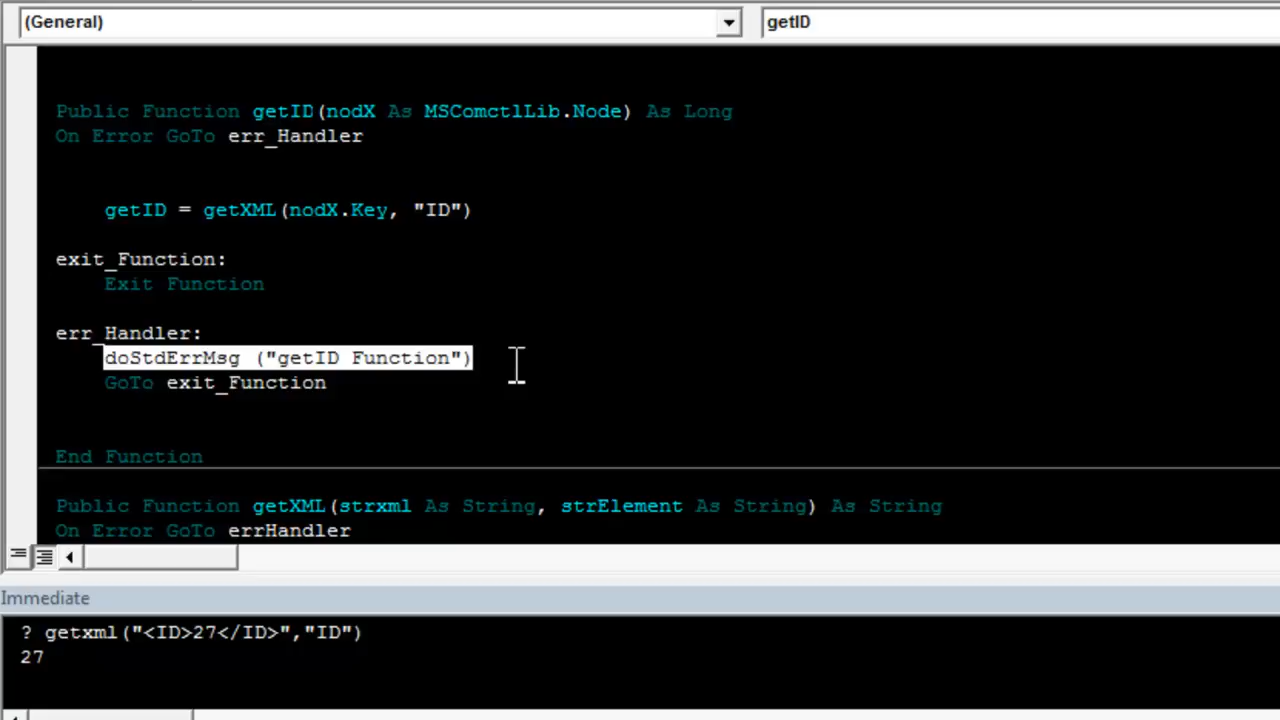 (General) getID
Public Function getID(nodX As MSComctlLib.Node) As Long
On Error GoTo err_Handler
getID = getXML(nodX.Key, "ID")
exit_Function:
Exit Function
err_Handler:
doStdErrMsg ("getID Function")
GoTo exit_Function
End Function
Public Function getXML(strxml As String, strElement As String) As String
On Error GoTo errHandler
Immediate
? getxml("<ID>27</ID>","ID")
27